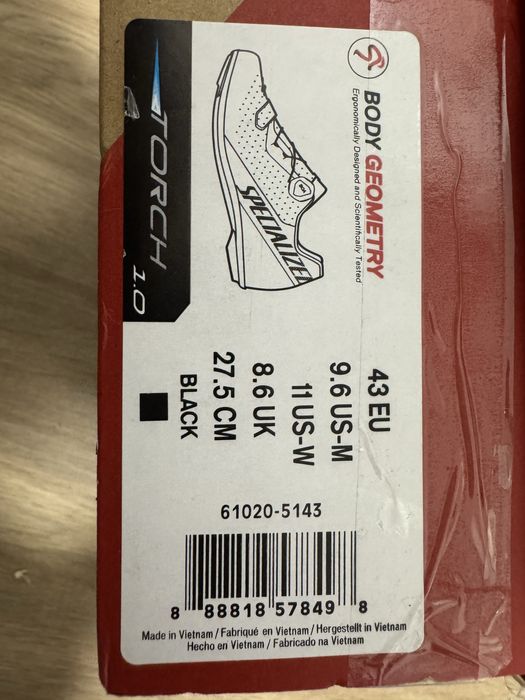 TORCH 1.0
BODY GEOMETRY
Ergonomically Designed and Scientifically Tested
SPECIALIZED
43 EU
9.6 US-M
11 US-W
8.6 UK
27.5 CM
BLACK
61020-5143
8 88818 57849 8
Made in Vietnam / Fabriqué en Vietnam / Hergestellt in Vietnam
Hecho en Vietnam / Fabricado na Vietnam